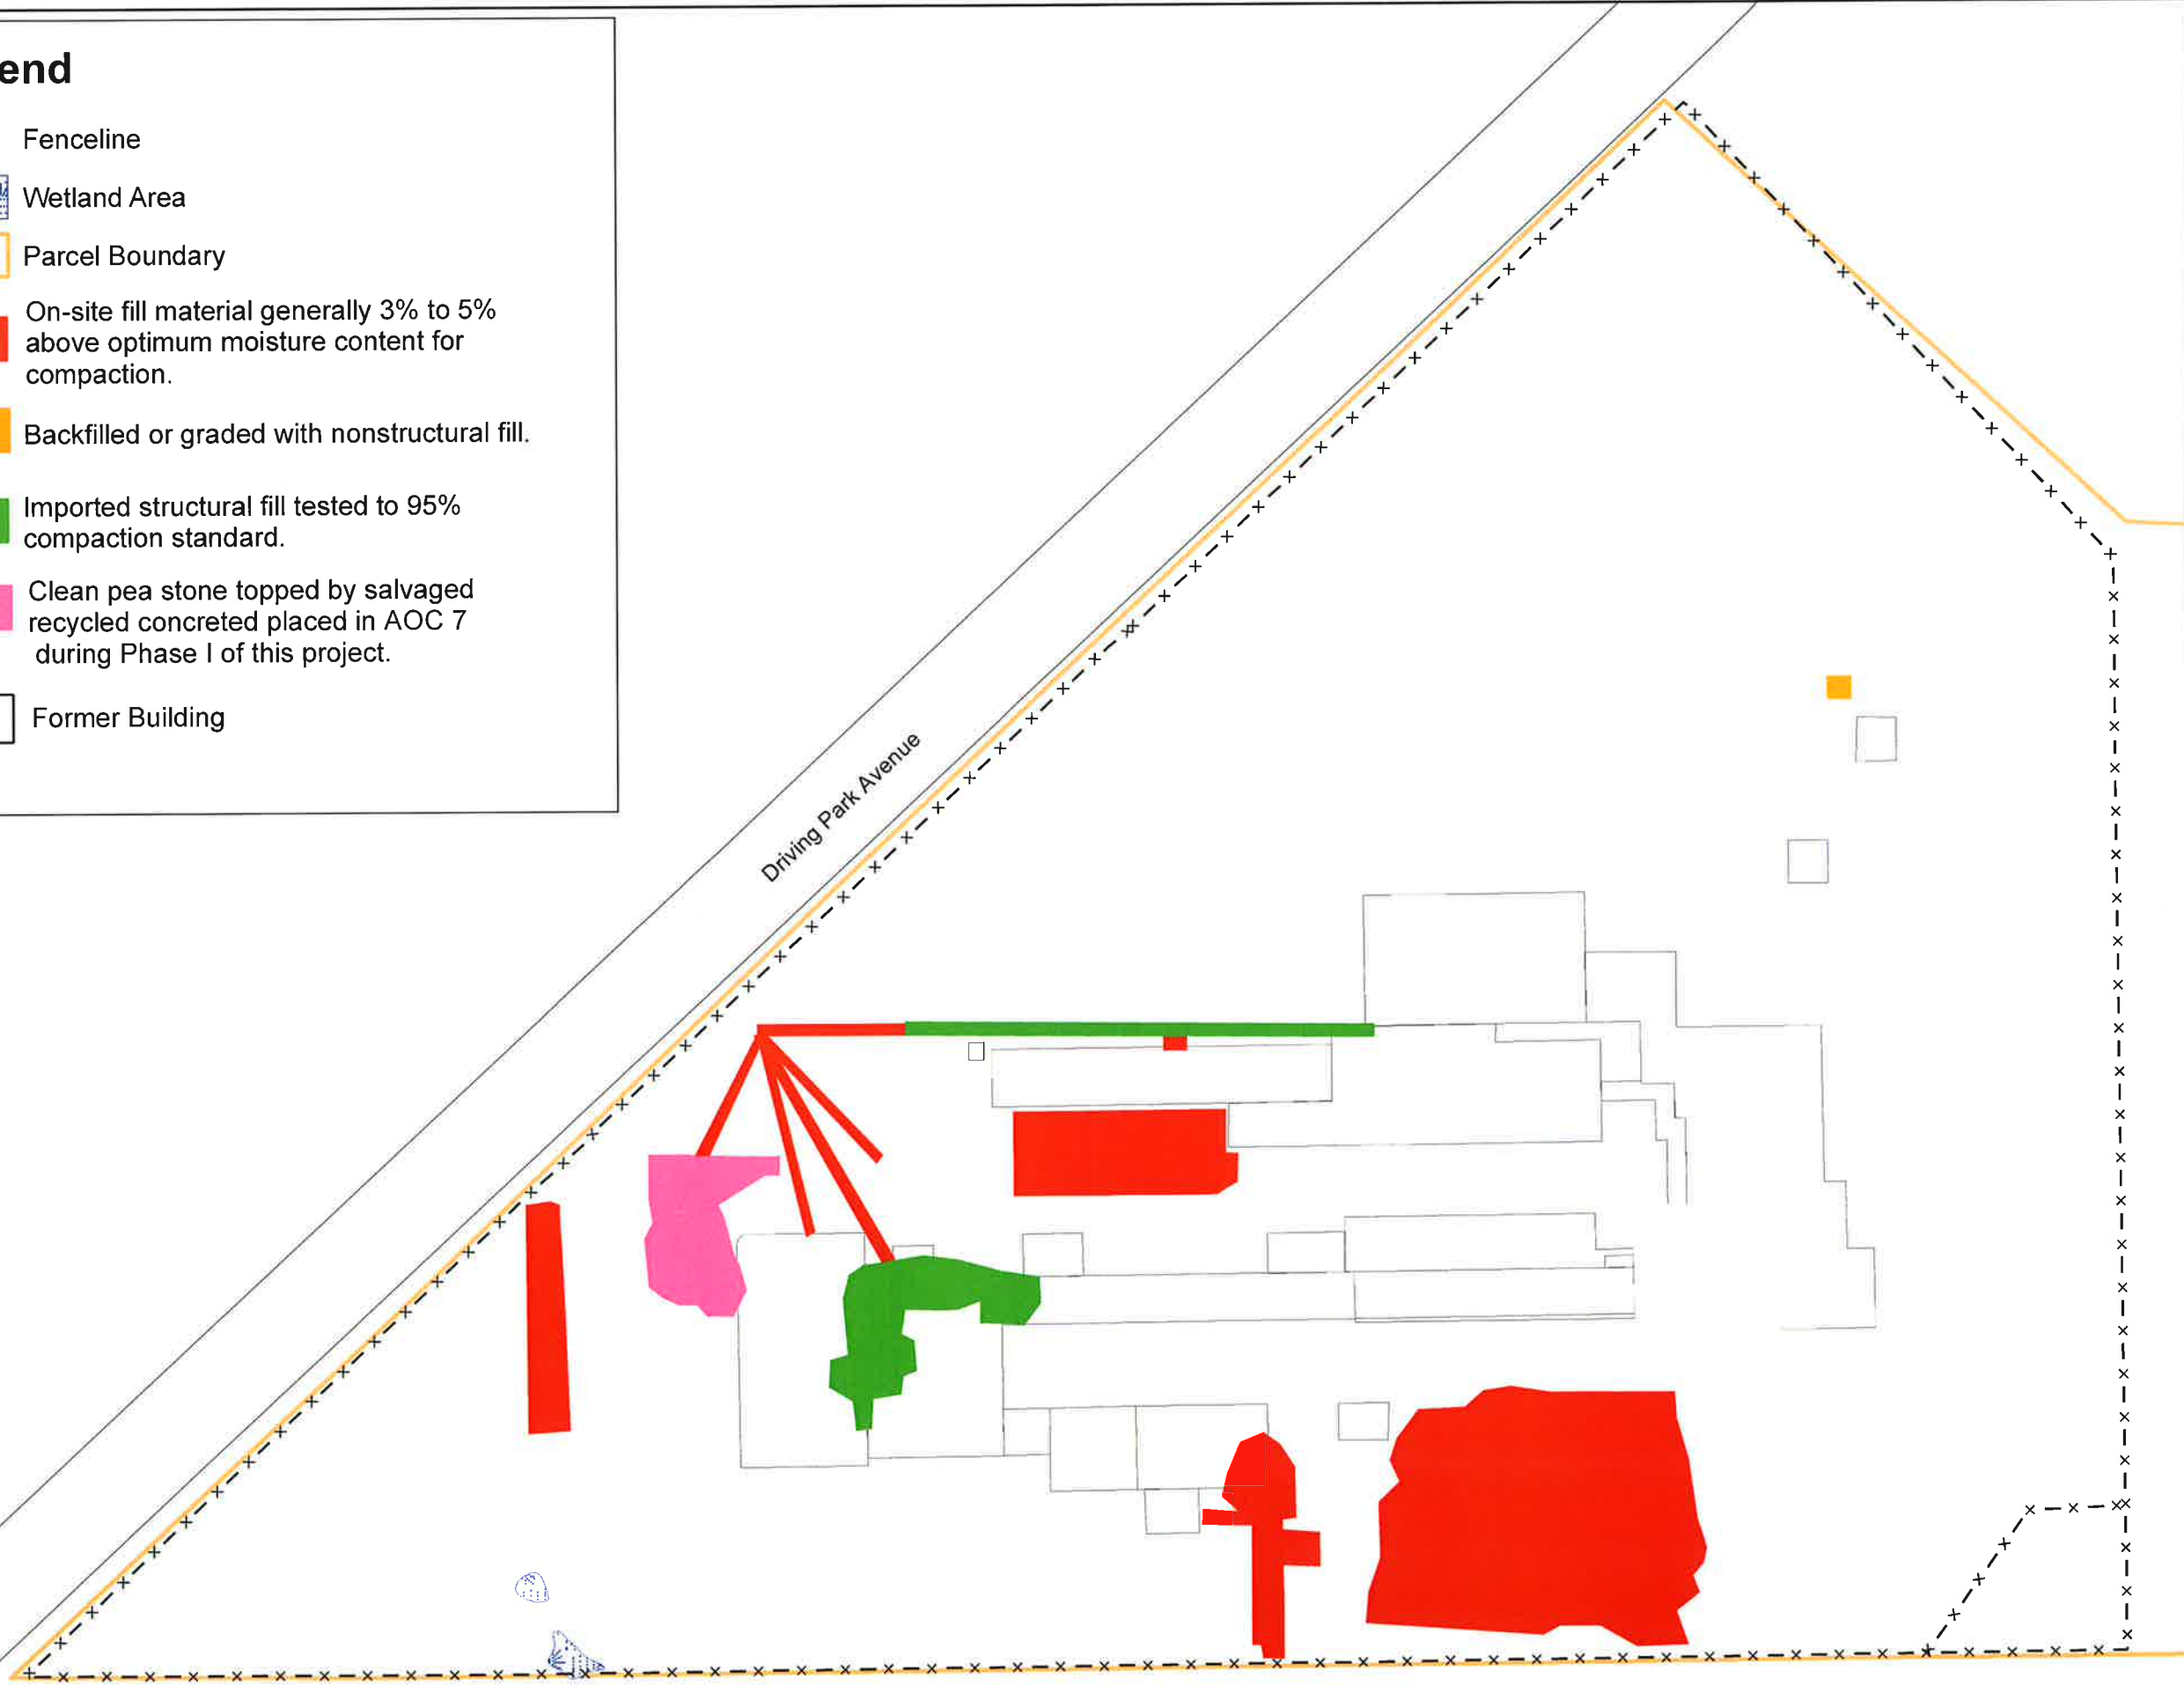 end
Fenceline
Wetland Area
Parcel Boundary
On-site fill material generally 3% to 5%
above optimum moisture content for
compaction.
Backfilled or graded with nonstructural fill.
Imported structural fill tested to 95%
compaction standard.
Clean pea stone topped by salvaged
recycled concreted placed in AOC 7
during Phase I of this project.
Former Building
Driving Park Avenue